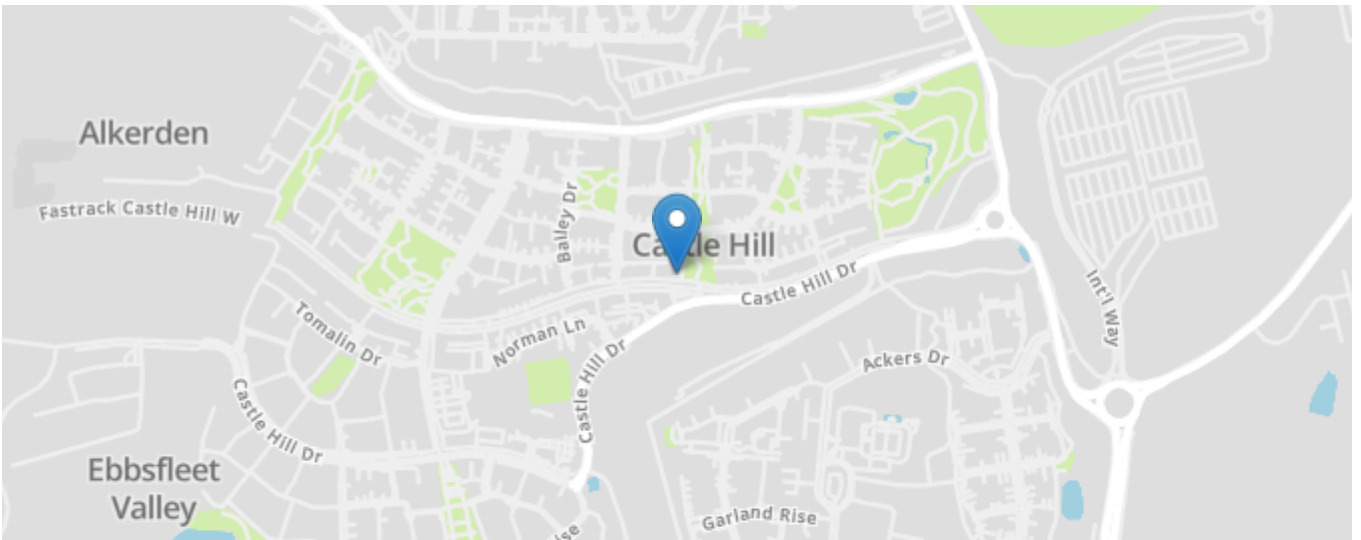 Alkerden
Fastrack Castle Hill W
Bailey Dr
Castle Hill
Castle Hill Dr
Int'l Way
Tomalin Dr
Norman Ln
Castle Hill Dr
Ackers Dr
Castle Hill Dr
Ebbsfleet
Valley
Garland Rise